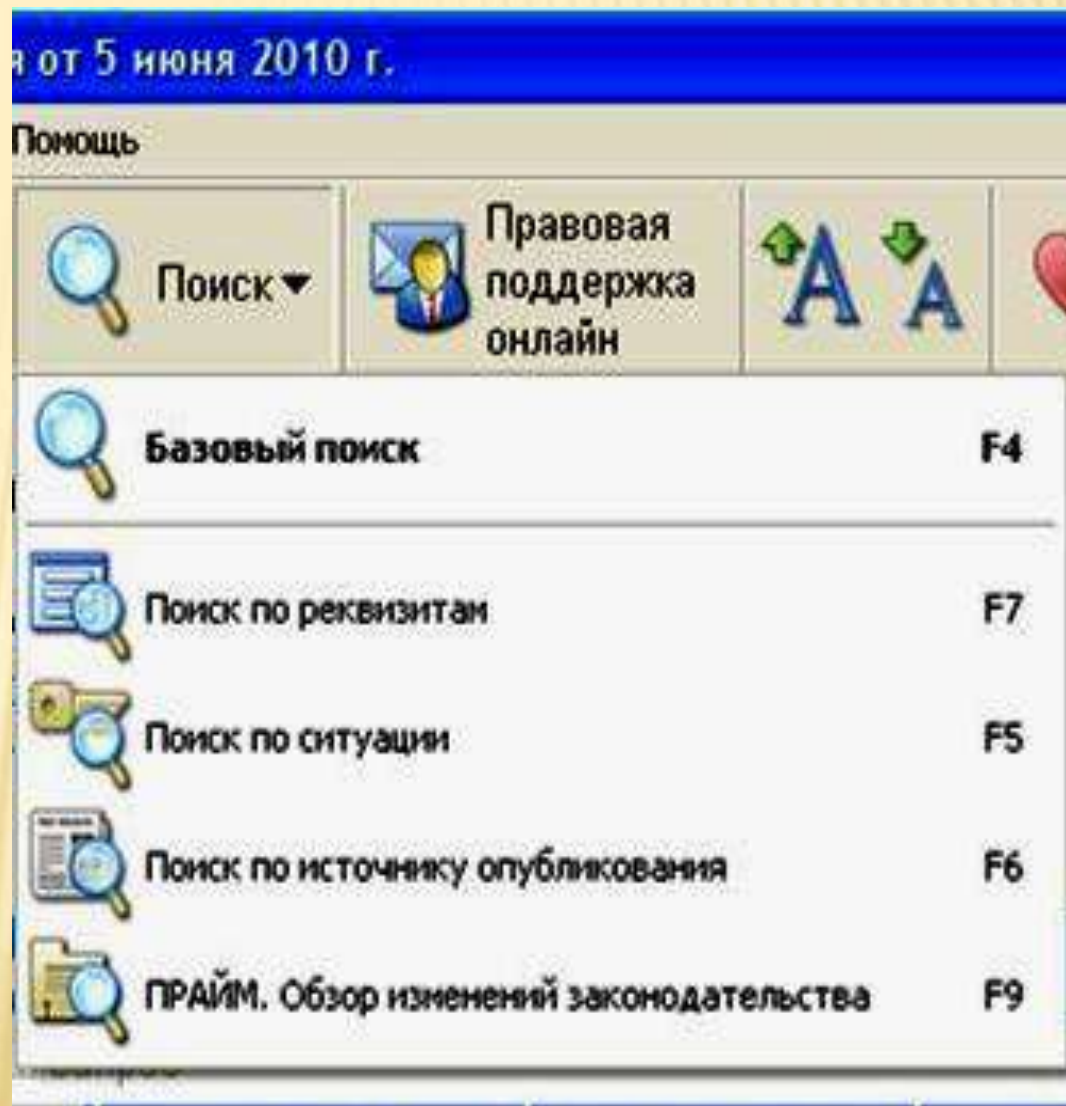 я от 5 июня 2010 г.
Помощь
Поиск
Правовая
поддержка
онлайн
А А
Базовый поиск F4
Поиск по реквизитам F7
Поиск по ситуации F5
Поиск по источнику опубликования F6
ПРАЙМ. Обзор изменений законодательства F9